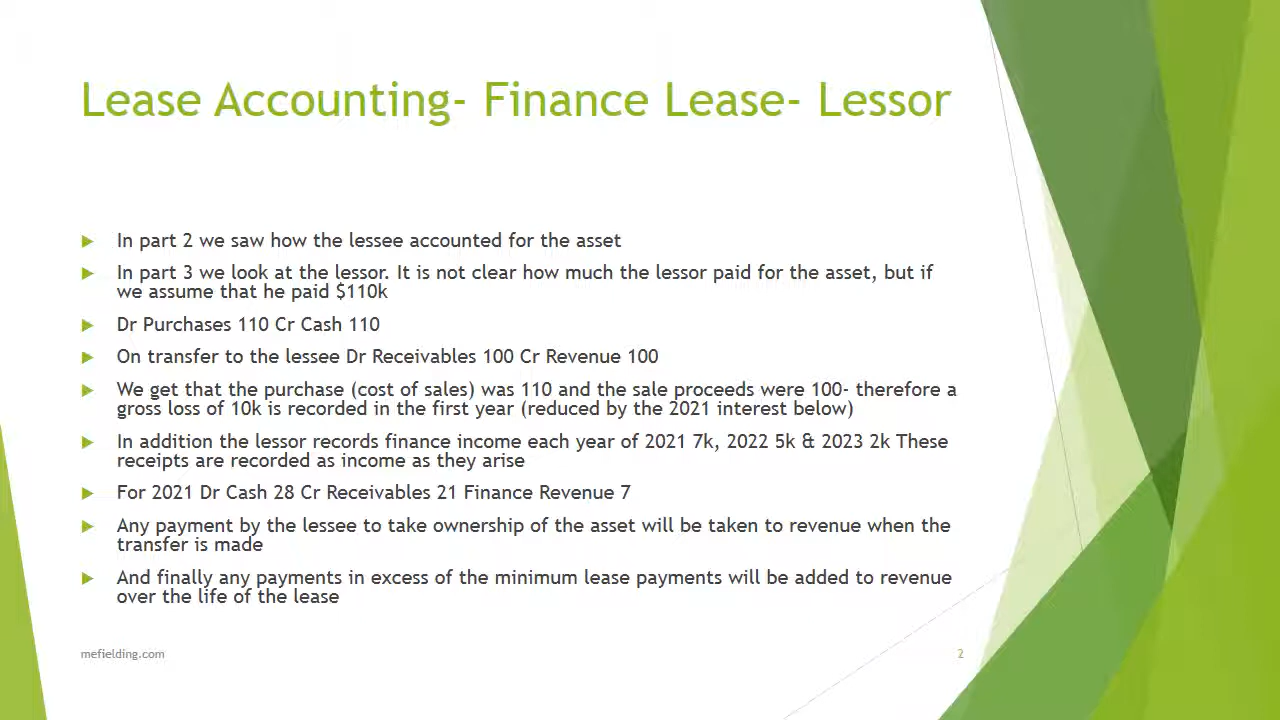 Lease Accounting- Finance Lease- Lessor
In part 2 we saw how the lessee accounted for the asset
In part 3 we look at the lessor. It is not clear how much the lessor paid for the asset, but if
we assume that he paid $110k
Dr Purchases 110 Cr Cash 110
On transfer to the lessee Dr Receivables 100 Cr Revenue 100
We get that the purchase (cost of sales) was 110 and the sale proceeds were 100- therefore a
gross loss of 10k is recorded in the first year (reduced by the 2021 interest below)
In addition the lessor records finance income each year of 2021 7k, 2022 5k & 2023 2k These
receipts are recorded as income as they arise
For 2021 Dr Cash 28 Cr Receivables 21 Finance Revenue 7
Any payment by the lessee to take ownership of the asset will be taken to revenue when the
transfer is made
And finally any payments in excess of the minimum lease payments will be added to revenue
over the life of the lease
mefielding.com
2